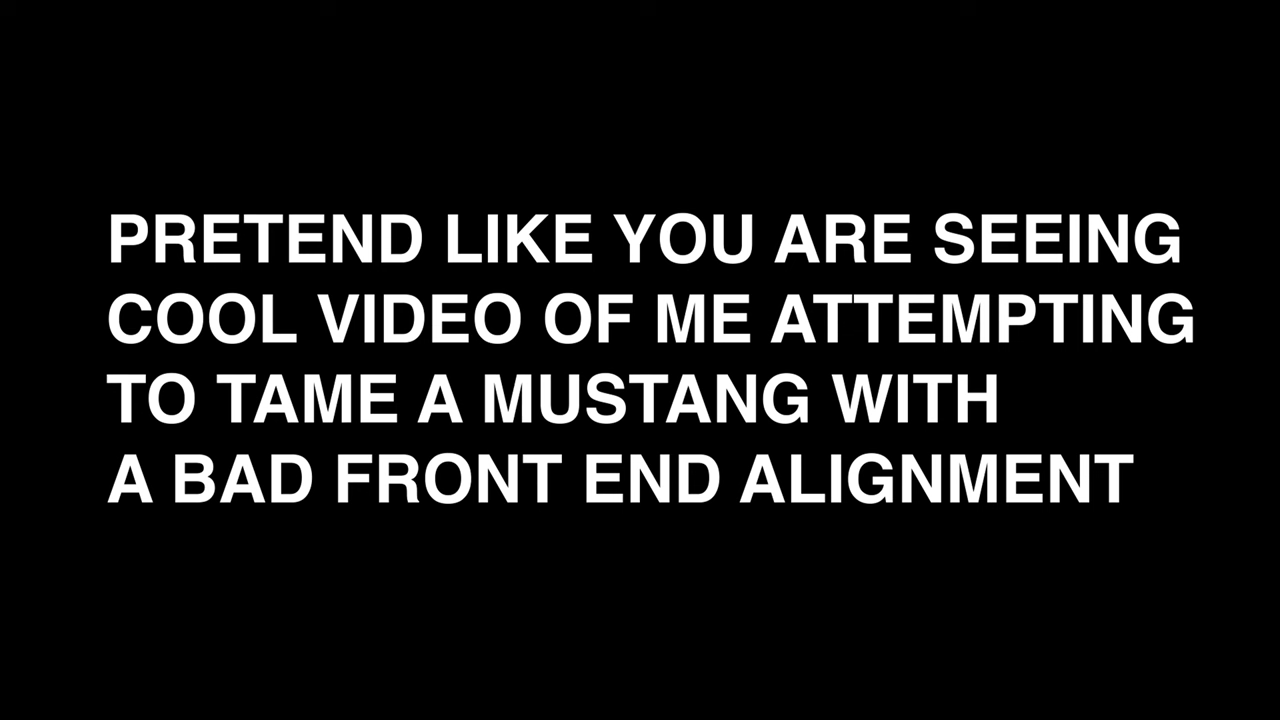 PRETEND LIKE YOU ARE SEEING
COOL VIDEO OF ME ATTEMPTING
TO TAME A MUSTANG WITH
A BAD FRONT END ALIGNMENT